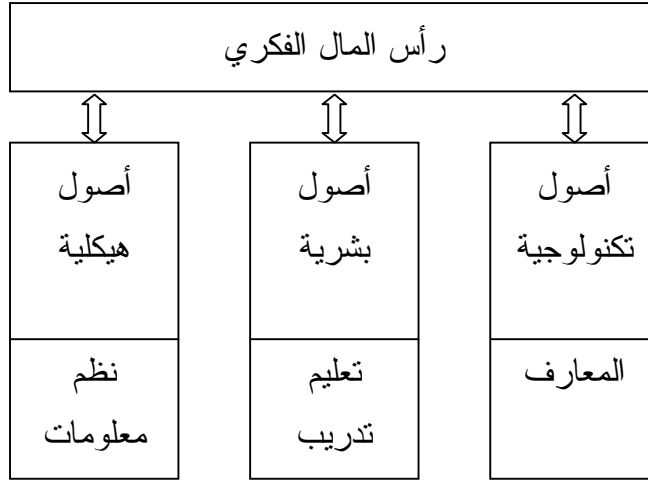 رأس المال الفكري
أصول
تكنولوجية
المعارف
أصول
بشرية
تعليم
تدريب
أصول
هيكلية
نظم
معلومات